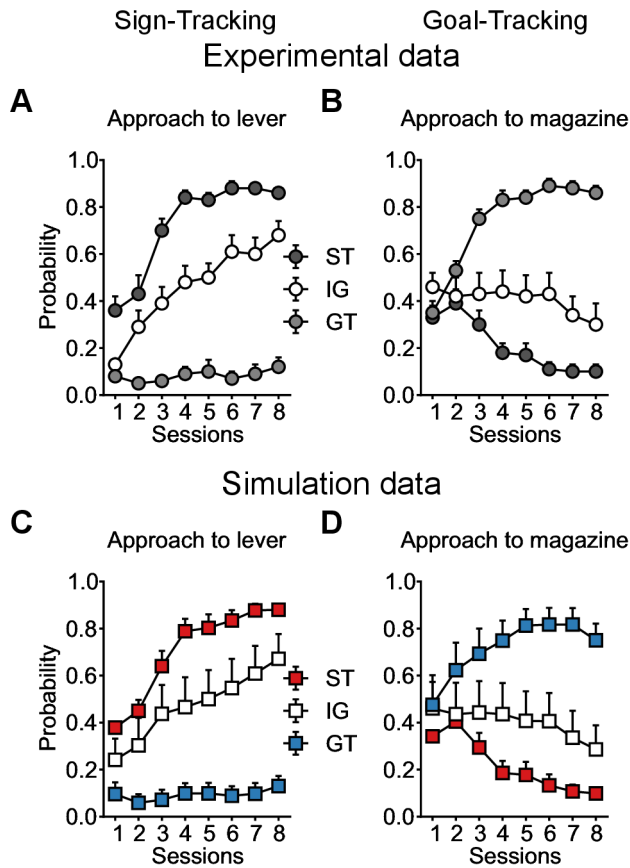 Sign-Tracking Goal-Tracking
Experimental data
A B
Approach to lever Approach to magazine
1.0 1.0
0.8 0.8
0.6 0.6
0.4 0.4
0.2 0.2
0.0 0.0
Probability
ST
IG
GT
1 2 3 4 5 6 7 8 1 2 3 4 5 6 7 8
Sessions Sessions
Simulation data
C D
Approach to lever Approach to magazine
1.0 1.0
0.8 0.8
0.6 0.6
0.4 0.4
0.2 0.2
0.0 0.0
Probability
ST
IG
GT
1 2 3 4 5 6 7 8 1 2 3 4 5 6 7 8
Sessions Sessions